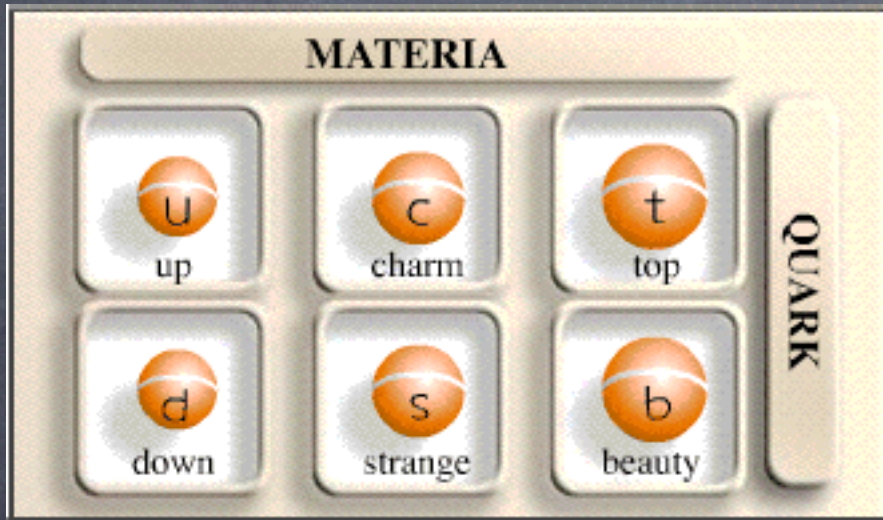 MATERIA
u c t
up charm top
d s b
down strange beauty
QUARK